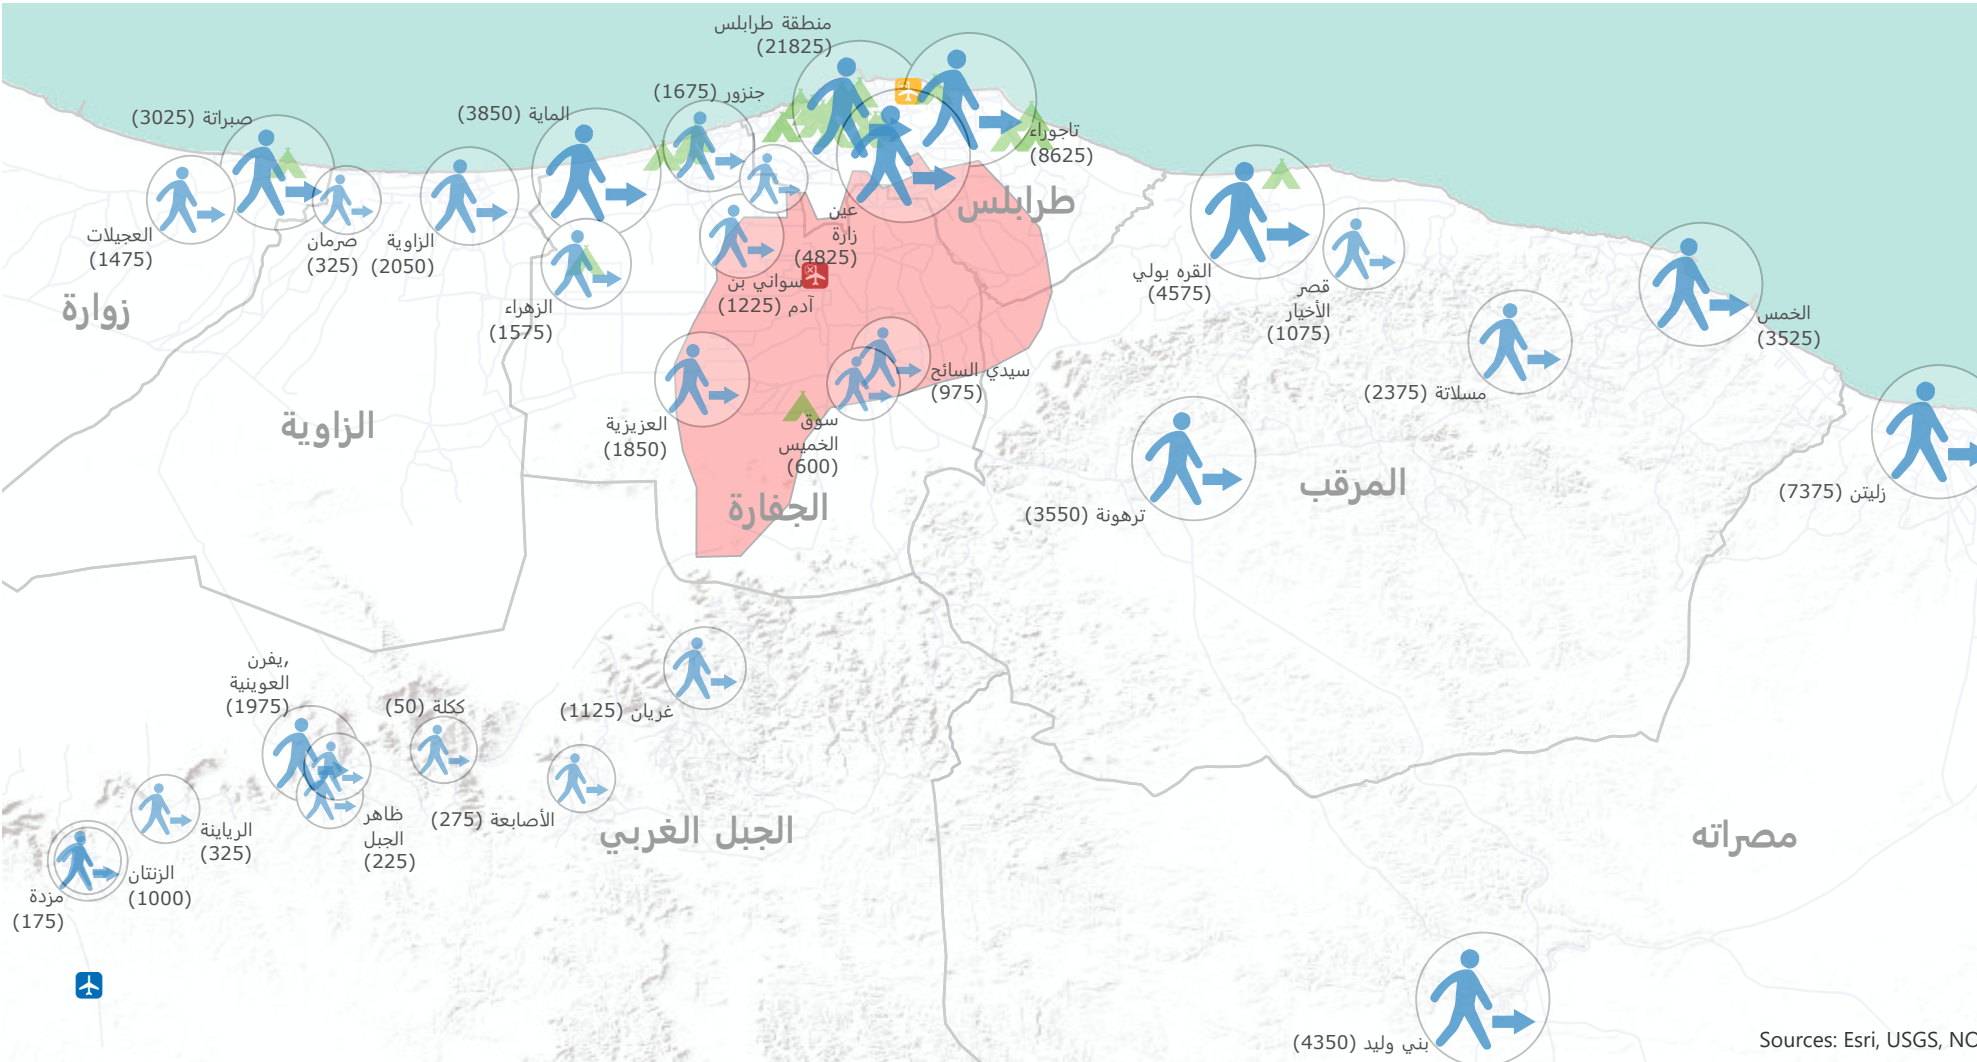 منطقة طرابلس
(21825)
جنزور (1675)
الماية (3850)
صبراتة (3025)
تاجوراء
(8625)
طرابلس
عين
زارة
(4825)
العجيلات
(1475)
صرمان
(325)
الزاوية
(2050)
القره بولي
(4575)
قصر
الأخيار
(1075)
سواني بن
آدم (1225)
الزهراء
(1575)
زوارة
الخمس
(3525)
سيدي السائح
(975)
مسلاتة (2375)
الزاوية
العزيزية
(1850)
سوق
الخميس
(600)
المرقب
زليتن (7375)
الجفارة
ترهونة (3550)
يفرن,
العوينية
(1975)
ككلة (50)
غريان (1125)
الأصابعة (275)
ظاهر
الجبل
(225)
الجبل الغربي
مصراته
الرياينة
(325)
الزنتان
(1000)
مزدة
(175)
بني وليد (4350)
Sources: Esri, USGS, NO